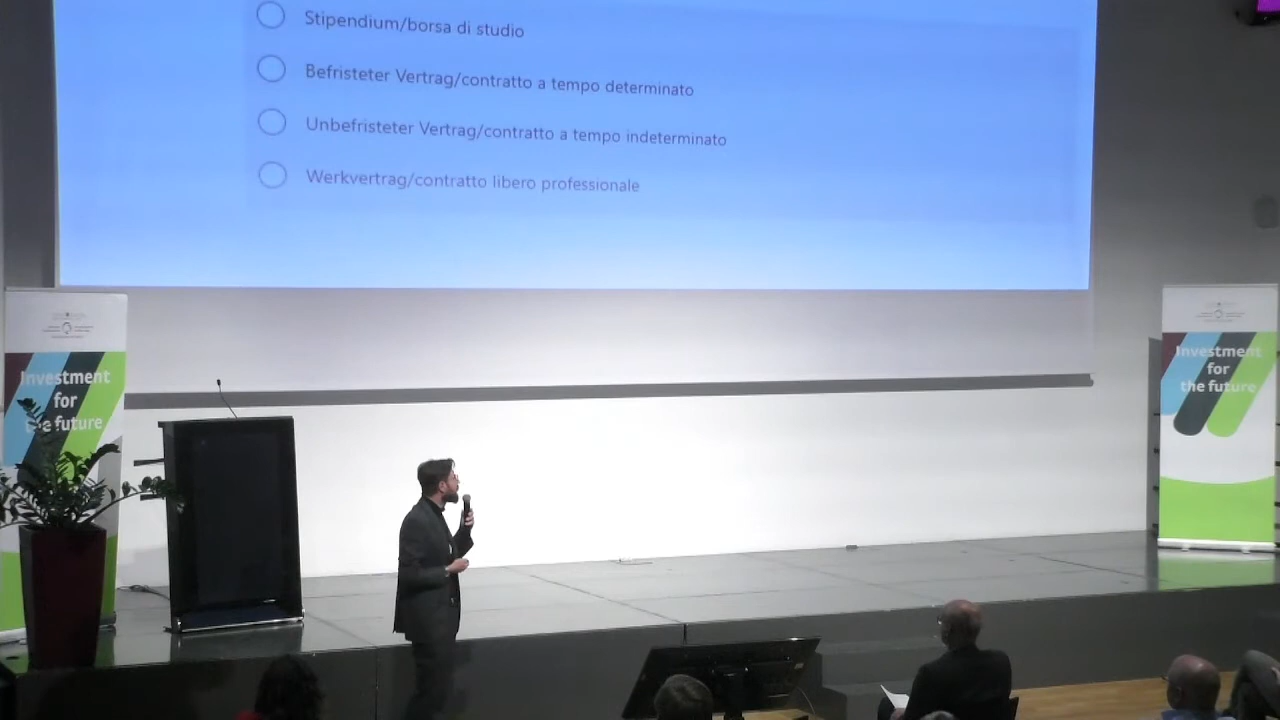 Stipendium/borsa di studio
Befristeter Vertrag/contratto a tempo determinato
Unbefristeter Vertrag/contratto a tempo indeterminato
Werkvertrag/contratto libero professionale
Investment
for
the future
Investment
for
the future